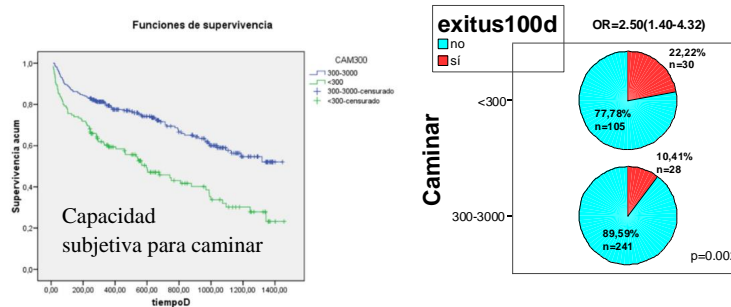 Funciones de supervivencia
CAM300
300-3000
<300
300-3000-censurado
<300-censurado
Supervivencia acum
1,0
0,8
0,6
0,4
0,2
0,0
Capacidad
subjetiva para caminar
0,00 200,00 400,00 600,00 800,00 1000,00 1200,00 1400,00
tiempoD
exitus100d
no
sí
OR=2.50(1.40-4.32)
Caminar
<300
22,22%
n=30
77,78%
n=105
300-3000
10,41%
n=28
89,59%
n=241